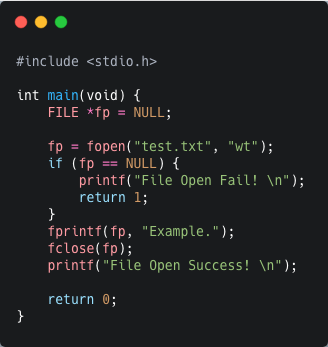 #include <stdio.h>

int main(void) {
    FILE *fp = NULL;

    fp = fopen("test.txt", "wt");
    if (fp == NULL) {
        printf("File Open Fail! \n");
        return 1;
    }
    fprintf(fp, "Example.");
    fclose(fp);
    printf("File Open Success! \n");

    return 0;
}